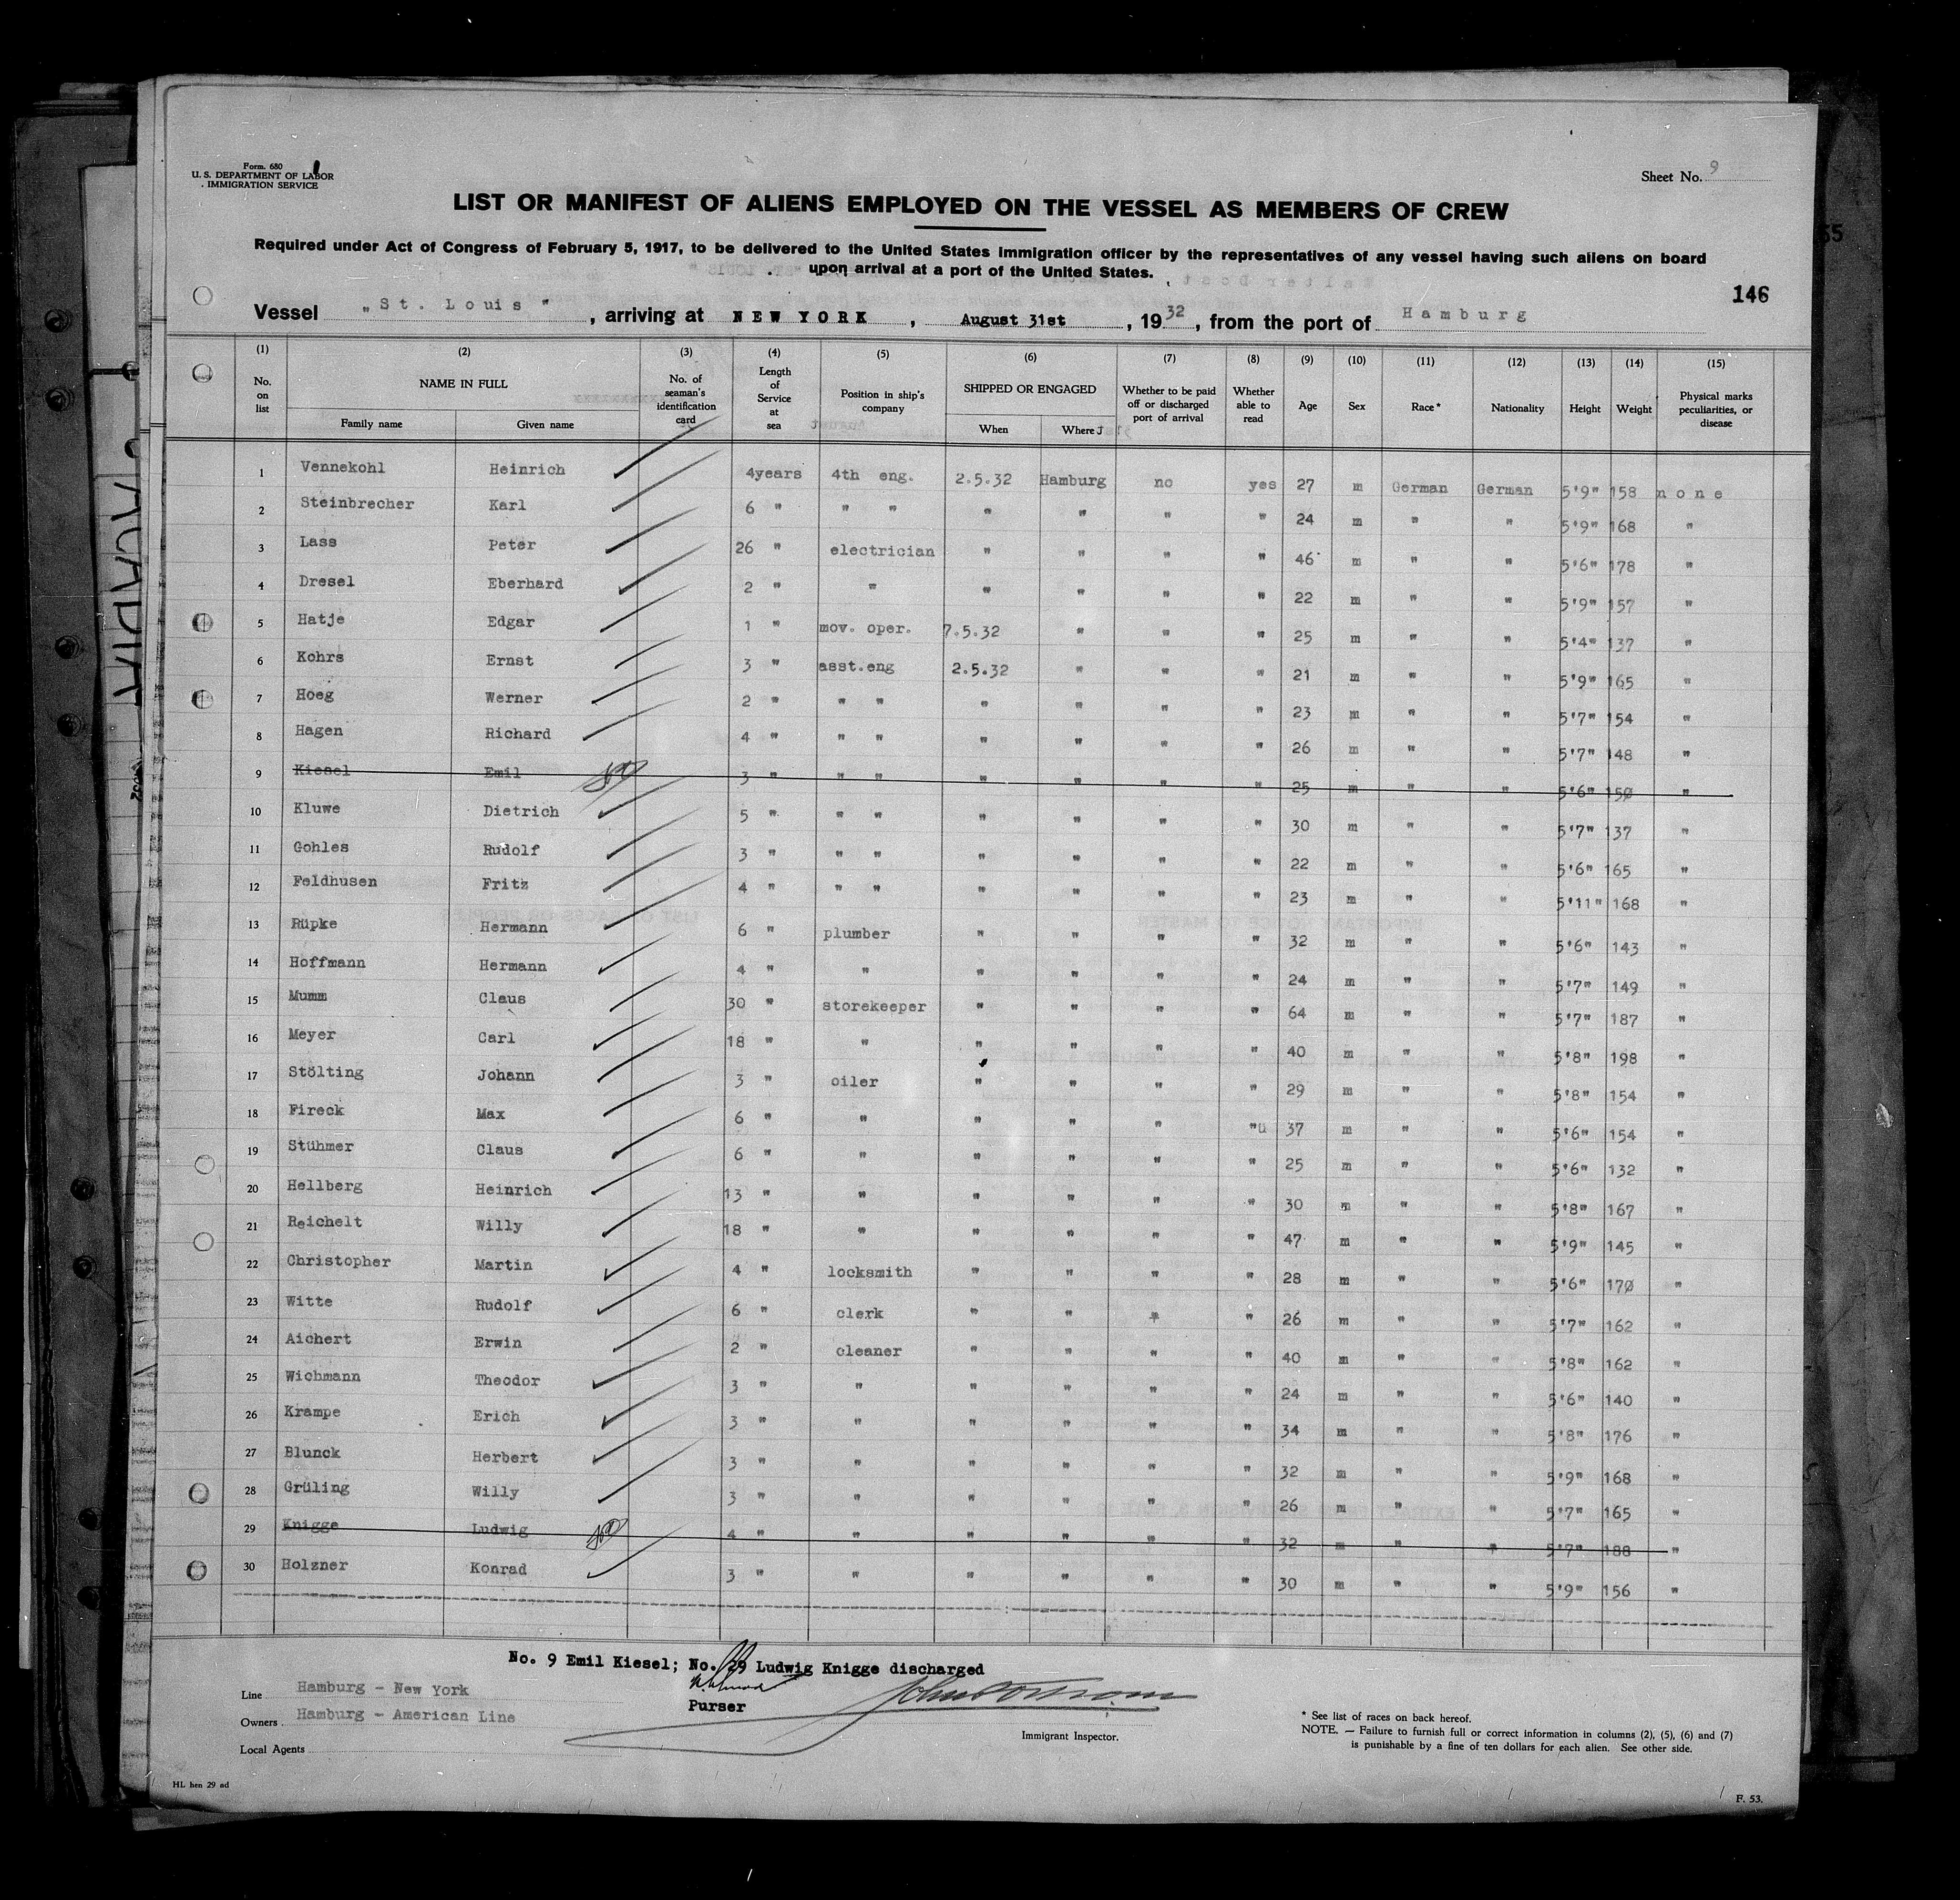 Form. 680
U. S. DEPARTMENT OF LABOR
IMMIGRATION SERVICE
Sheet No. 9
LIST OR MANIFEST OF ALIENS EMPLOYED ON THE VESSEL AS MEMBERS OF CREW
Required under Act of Congress of February 5, 1917, to be delivered to the United States immigration officer by the representatives of any vessel having such aliens on board
upon arrival at a port of the United States.
55
146
Vessel „St. Louis", arriving at NEW YORK, August 31st, 1932, from the port of Hamburg
(1) (2) (3) (4) (5) (6) (7) (8) (9) (10) (11) (12) (13) (14) (15)
No. on list NAME IN FULL Family name Given name No. of seaman's identification card Length of Service at sea Position in ship's company SHIPPED OR ENGAGED When Where Whether to be paid off or discharged port of arrival Whether able to read Age Sex Race* Nationality Height Weight Physical marks peculiarities, or disease
1 Vennekohl Heinrich 4years 4th eng. 2.5.32 Hamburg no yes 27 m German German 5'9" 158 none
2 Steinbrecher Karl 6 " " " " " " " 24 m " " 5'9" 168 "
3 Lass Peter 26 " electrician " " " " 46 m " " 5'6" 178 "
4 Dresel Eberhard 2 " " " " " " 22 m " " 5'9" 157 "
5 Hatje Edgar 1 " mov. oper. 7.5.32 " " " 25 m " " 5'4" 137 "
6 Kohrs Ernst 3 " asst.eng 2.5.32 " " " 21 m " " 5'9" 165 "
7 Hoeg Werner 2 " " " " " " " 23 m " " 5'7" 154 "
8 Hagen Richard 4 " " " " " " " 26 m " " 5'7" 148 "
9 Kiesel Emil 3 " " " " " " " 25 m " " 5'6" 150 "
10 Kluwe Dietrich 5 " " " " " " " 30 m " " 5'7" 137 "
11 Gohles Rudolf 3 " " " " " " " 22 m " " 5'6" 165 "
12 Feldhusen Fritz 4 " " " " " " " 23 m " " 5'11" 168 "
13 Rüpke Hermann 6 " plumber " " " " 32 m " " 5'6" 143 "
14 Hoffmann Hermann 4 " " " " " " 24 m " " 5'7" 149 "
15 Mumm Claus 30 " storekeeper " " " " 64 m " " 5'7" 187 "
16 Meyer Carl 18 " " " " " " 40 m " " 5'8" 198 "
17 Stölting Johann 3 " oiler " " " " 29 m " " 5'8" 154 "
18 Fireck Max 6 " " " " " "u 37 m " " 5'6" 154 "
19 Stühmer Claus 6 " " " " " " 25 m " " 5'6" 132 "
20 Hellberg Heinrich 13 " " " " " " 30 m " " 5'8" 167 "
21 Reichelt Willy 18 " " " " " " 47 m " " 5'9" 145 "
22 Christopher Martin 4 " locksmith " " " " 28 m " " 5'6" 170 "
23 Witte Rudolf 6 " clerk " " " " 26 m " " 5'7" 162 "
24 Aichert Erwin 2 " cleaner " " " " 40 m " " 5'8" 162 "
25 Wichmann Theodor 3 " " " " " " 24 m " " 5'6" 140 "
26 Krampe Erich 3 " " " " " " 34 m " " 5'8" 176 "
27 Blunck Herbert 3 " " " " " " 32 m " " 5'9" 168 "
28 Grüling Willy 3 " " " " " " 26 m " " 5'7" 165 "
29 Knigge Ludwig 4 " " " " " " 32 m " " 5'7" 188 "
30 Holzner Konrad 3 " " " " " " 30 m " " 5'9" 156 "
No. 9 Emil Kiesel; No. 29 Ludwig Knigge discharged
Line Hamburg - New York
Purser
Owners Hamburg - American Line
Local Agents
Immigrant Inspector.
* See list of races on back hereof.
NOTE. — Failure to furnish full or correct information in columns (2), (5), (6) and (7)
is punishable by a fine of ten dollars for each alien. See other side.
HL hen 29 ad
F. 53.